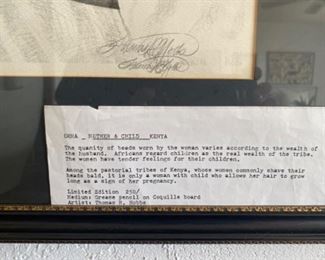 ORMA _ MOTHER & CHILD __ KENYA
The quanity of beads worn by the woman varies according to the wealth of
the husband. Africans regard children as the real wealth of the tribe.
The women have tender feelings for their children.
Among the pastoral tribes of Kenya, whose women commonly shave their
heads bald, it is only a woman with child who allows her hair to grow
long as a sign of her pregnancy.
Limited Edition 250/
Medium: Grease pencil on Coquille board
Artist: Thomas R. Hobbs